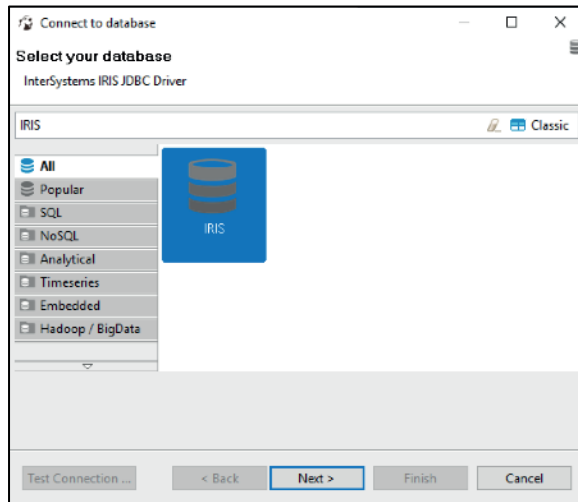 Connect to database
Select your database
InterSystems IRIS JDBC Driver
IRIS
Classic
All
Popular
SQL
NoSQL
Analytical
Timeseries
Embedded
Hadoop / BigData
IRIS
Test Connection ...
< Back
Next >
Finish
Cancel